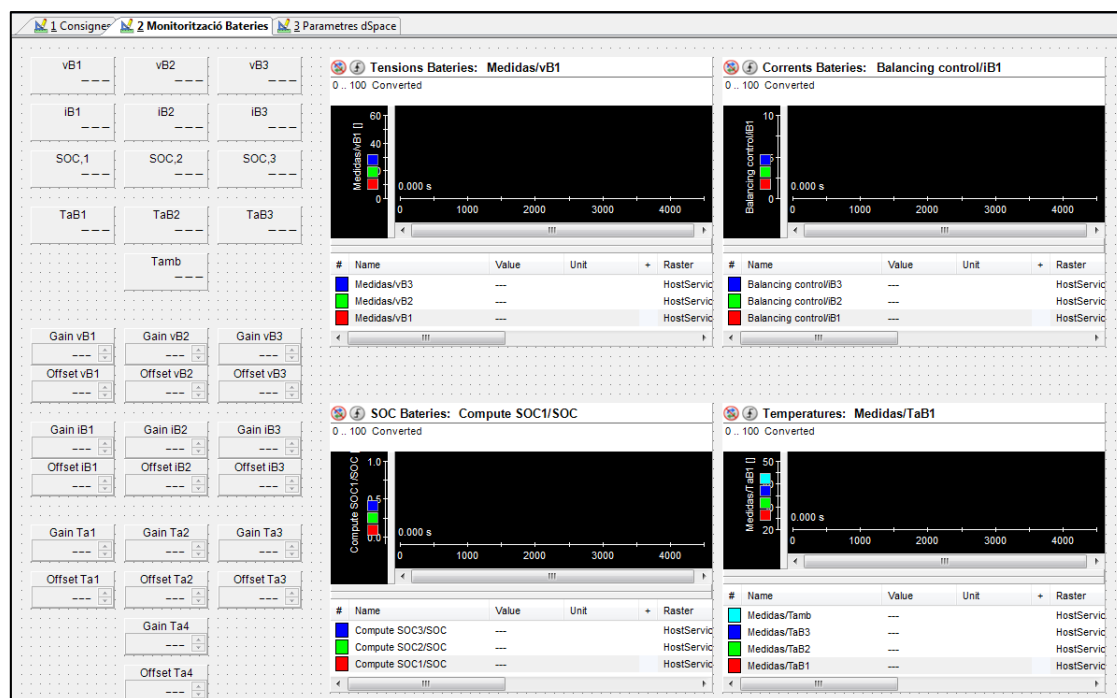 1 Consignes 2 Monitorització Bateries 3 Parametres dSpace
vB1 vB2 vB3
--- --- ---
iB1 iB2 iB3
--- --- ---
SOC,1 SOC,2 SOC,3
--- --- ---
TaB1 TaB2 TaB3
--- --- ---
Tamb
---
Gain vB1 Gain vB2 Gain vB3
--- --- ---
Offset vB1 Offset vB2 Offset vB3
--- --- ---
Gain iB1 Gain iB2 Gain iB3
--- --- ---
Offset iB1 Offset iB2 Offset iB3
--- --- ---
Gain Ta1 Gain Ta2 Gain Ta3
--- --- ---
Offset Ta1 Offset Ta2 Offset Ta3
--- --- ---
Gain Ta4
---
Offset Ta4
---
Tensions Bateries: Medidas/vB1
0 .. 100 Converted
Medidas/vB1 []
60
40
0
0.000 s
0 1000 2000 3000 4000
# Name Value Unit + Raster
Medidas/vB3 --- HostServic
Medidas/vB2 --- HostServic
Medidas/vB1 --- HostServic
Corrents Bateries: Balancing control/iB1
0 .. 100 Converted
Balancing control/iB1
10
0
0.000 s
0 1000 2000 3000 4000
# Name Value Unit + Raster
Balancing control/iB3 --- HostServic
Balancing control/iB2 --- HostServic
Balancing control/iB1 --- HostServic
SOC Bateries: Compute SOC1/SOC
0 .. 100 Converted
Compute SOC1/SOC
1.0
0.0
0.000 s
0 1000 2000 3000 4000
# Name Value Unit + Raster
Compute SOC3/SOC --- HostServic
Compute SOC2/SOC --- HostServic
Compute SOC1/SOC --- HostServic
Temperatures: Medidas/TaB1
0 .. 100 Converted
Medidas/TaB1 []
50
20
0.000 s
0 1000 2000 3000 4000
# Name Value Unit + Raster
Medidas/Tamb --- HostServic
Medidas/TaB3 --- HostServic
Medidas/TaB2 --- HostServic
Medidas/TaB1 --- HostServic